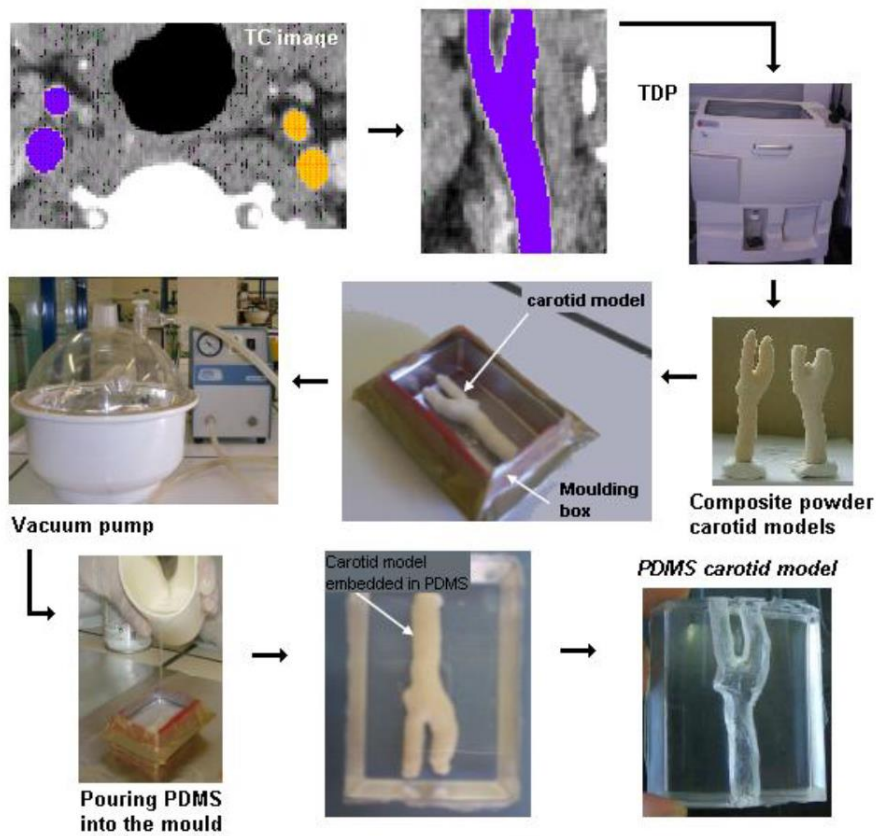 TC image
TDP
carotid model
Moulding
box
Composite powder
carotid models
Vacuum pump
Carotid model
embedded in PDMS
PDMS carotid model
Pouring PDMS
into the mould